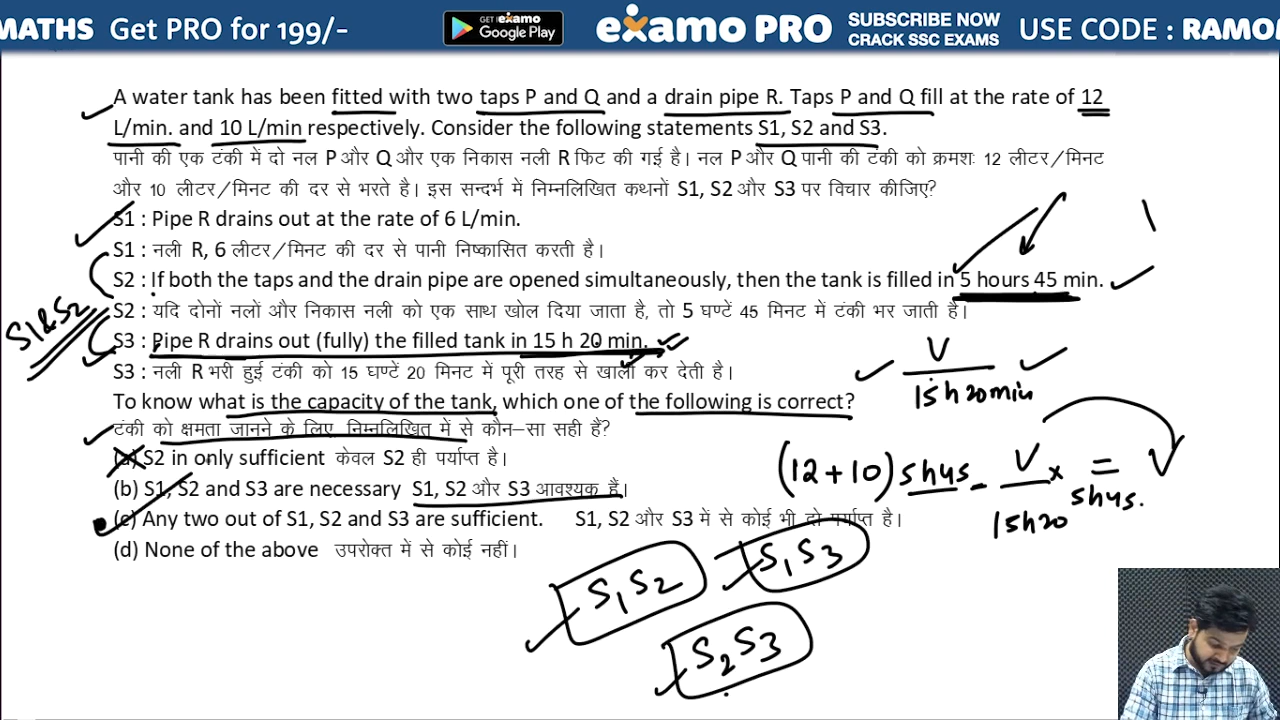 MATHS Get PRO for 199/-
GET IT ON examo
Google Play
examo PRO
SUBSCRIBE NOW
CRACK SSC EXAMS
USE CODE : RAMO
A water tank has been fitted with two taps P and Q and a drain pipe R. Taps P and Q fill at the rate of 12
L/min. and 10 L/min respectively. Consider the following statements S1, S2 and S3.
पानी की एक टंकी में दो नल P और Q और एक निकास नली R फिट की गई है। नल P और Q पानी की टंकी को क्रमशः 12 लीटर/मिनट
और 10 लीटर/मिनट की दर से भरते है। इस सन्दर्भ में निम्नलिखित कथनों S1, S2 और S3 पर विचार कीजिए?
S1 : Pipe R drains out at the rate of 6 L/min.
S1 : नली R, 6 लीटर/मिनट की दर से पानी निष्कासित करती है।
S2 : If both the taps and the drain pipe are opened simultaneously, then the tank is filled in 5 hours 45 min.
S2 : यदि दोनों नलों और निकास नली को एक साथ खोल दिया जाता है, तो 5 घण्टें 45 मिनट में टंकी भर जाती है।
S1 & S2
S3 : Pipe R drains out (fully) the filled tank in 15 h 20 min.
S3 : नली R भरी हुई टंकी को 15 घण्टें 20 मिनट में पूरी तरह से खाली कर देती है।
V
15h 20min
To know what is the capacity of the tank, which one of the following is correct?
टंकी को क्षमता जानने के लिए निम्नलिखित में से कौन–सा सही हैं?
(a) S2 in only sufficient केवल S2 ही पर्याप्त है।
(b) S1, S2 and S3 are necessary S1, S2 और S3 आवश्यक हैं।
(c) Any two out of S1, S2 and S3 are sufficient. S1, S2 और S3 में से कोई भी दो पर्याप्त है।
(d) None of the above उपरोक्त में से कोई नहीं।
(12+10) 5h45 - V x = V
15h20 5h45.
S1 S2
S1 S3
S2 S3